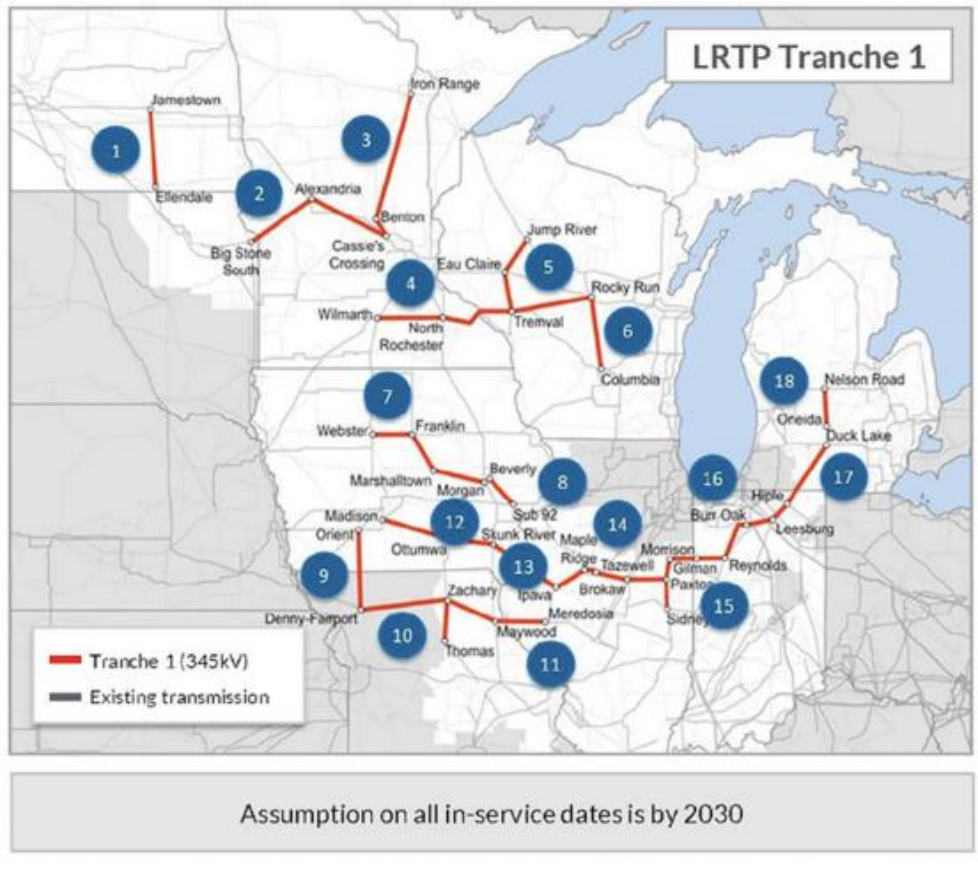 LRTP Tranche 1
Iron Range
Jamestown
3
1
Ellendale
2
Alexandria
Benton
Cassie's
Crossing
Big Stone
South
Jump River
Eau Claire
5
4
Rocky Run
Wilmarth
North
Rochester
Tremval
6
Columbia
18
Nelson Road
7
Oneida
Webster
Franklin
Duck Lake
Marshalltown
Morgan
Beverly
8
16
17
Hiple
Sub 92
Burr Oak
Leesburg
Madison
12
14
Orient
Ottumwa
Skunk River
Maple
Ridge
Morrison
9
13
Tazewell
Gilman
Reynolds
Zachary
Ipava
Brokaw
Paxton
15
Denny-Fairport
Meredosia
Sidney
10
Maywood
Thomas
11
Tranche 1 (345kV)
Existing transmission
Assumption on all in-service dates is by 2030